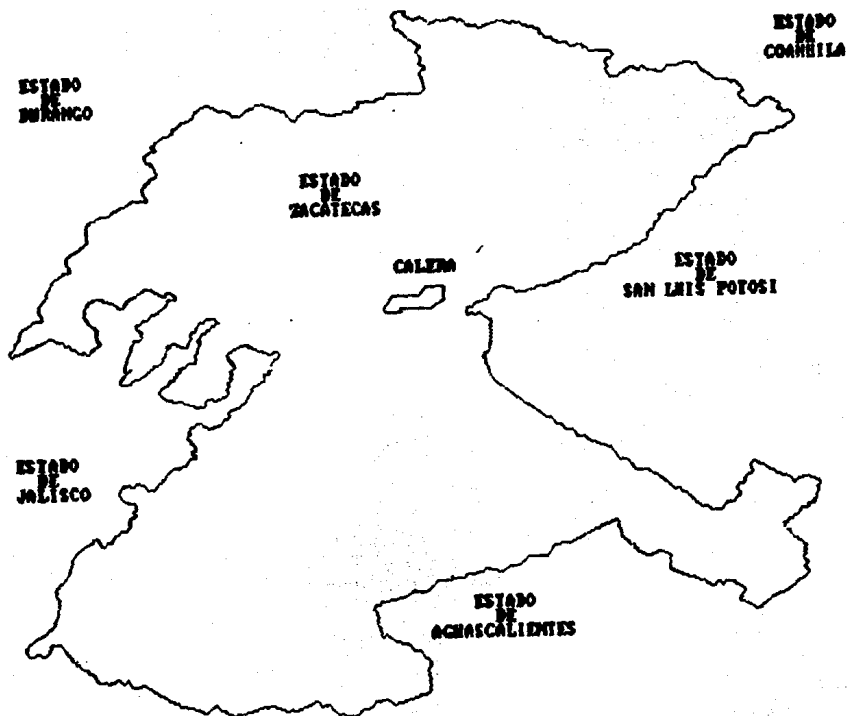 ESTADO
DE
COAHUILA
ESTADO
DE
DURANGO
ESTADO
DE
ZACATECAS
CALERA
ESTADO
DE
SAN LUIS POTOSI
ESTADO
DE
JALISCO
ESTADO
DE
AGUASCALIENTES